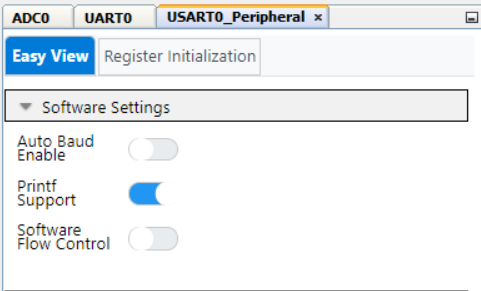 ADC0 UART0 USART0_Peripheral ×
Easy View Register Initialization
Software Settings
Auto Baud
Enable
Printf
Support
Software
Flow Control